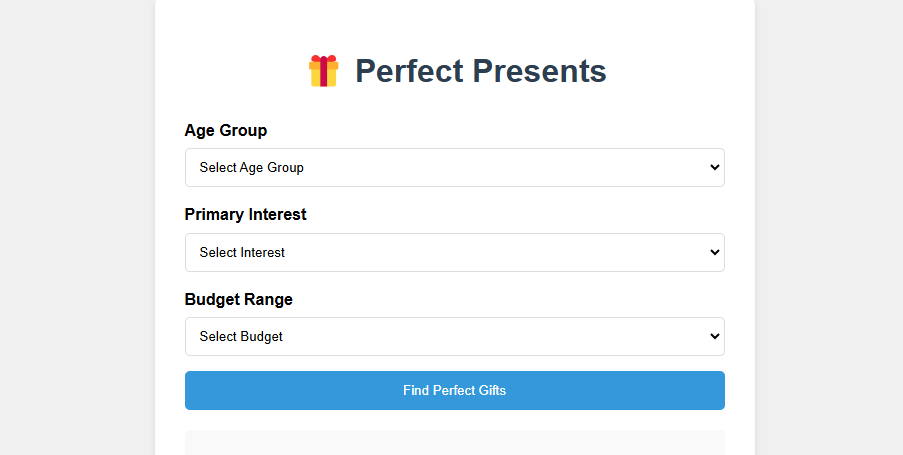 Perfect Presents
Age Group
Select Age Group
Primary Interest
Select Interest
Budget Range
Select Budget
Find Perfect Gifts